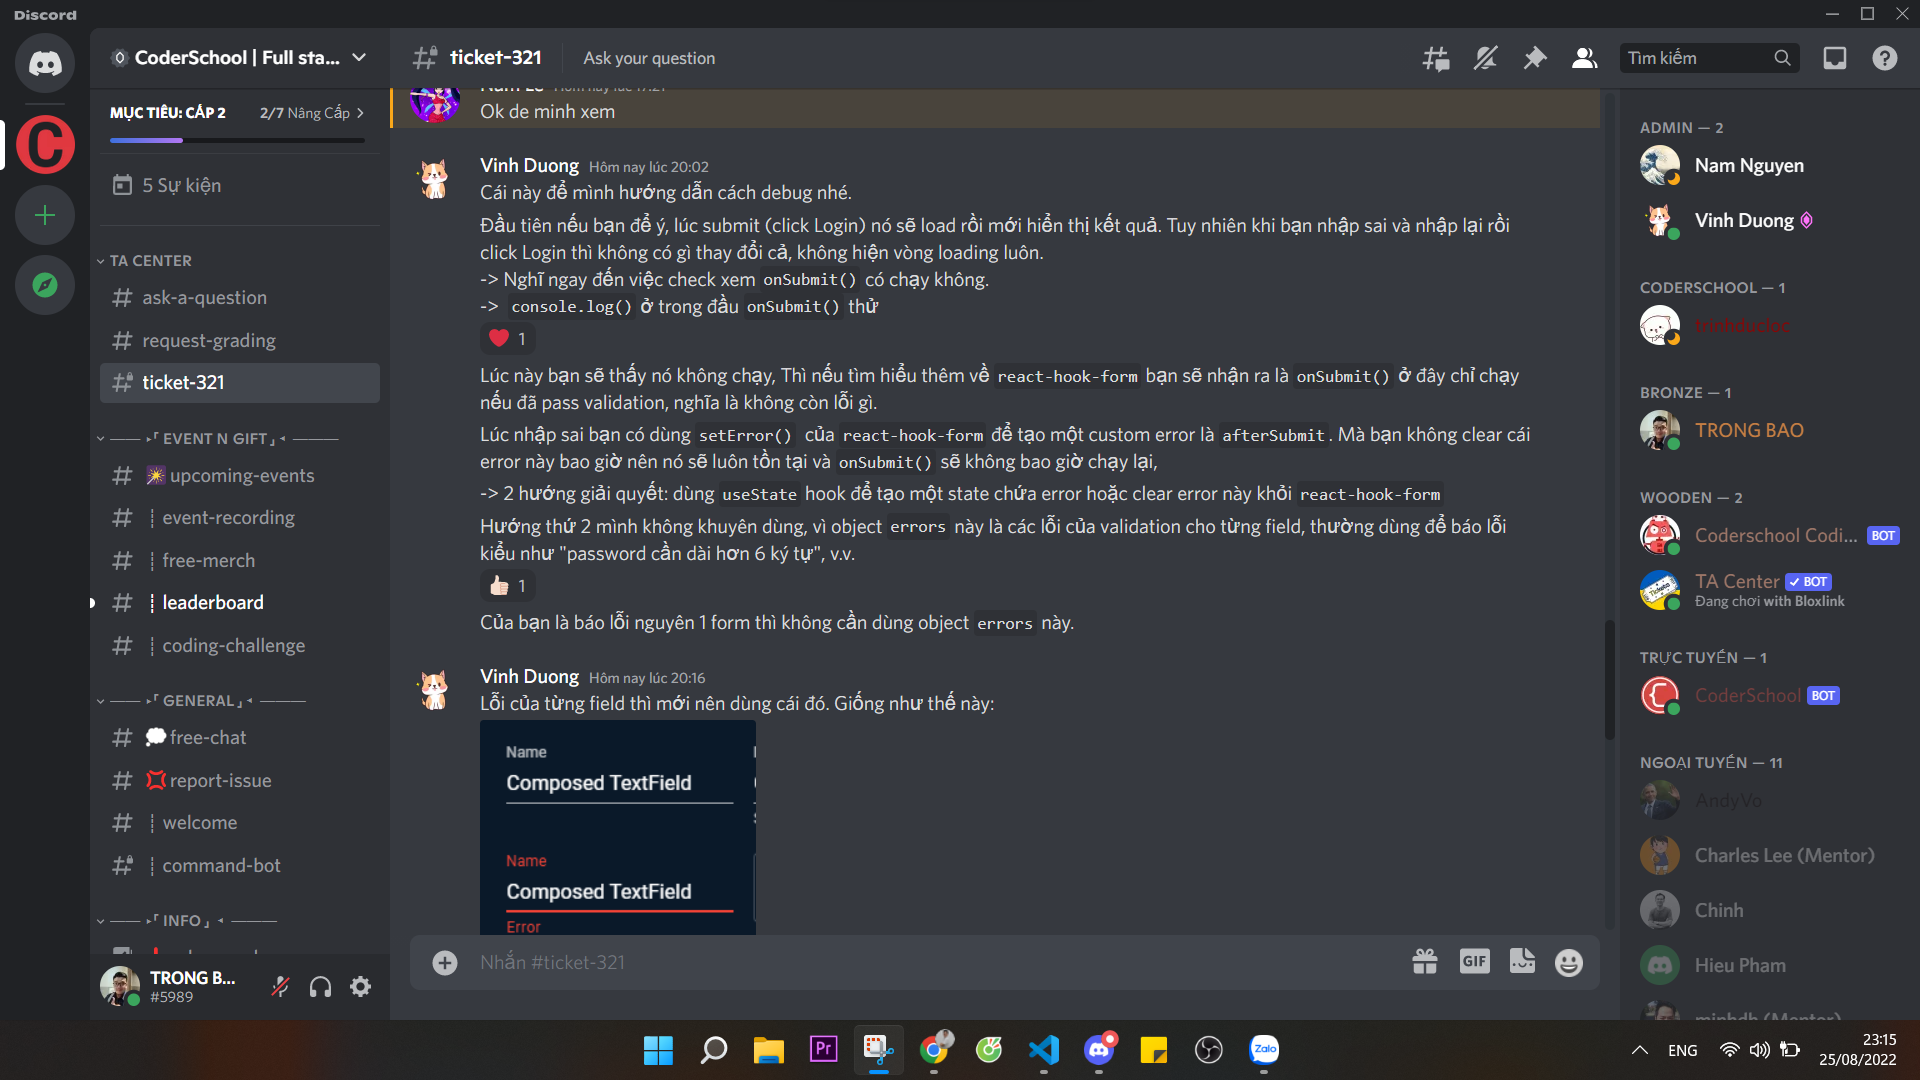 Discord
CoderSchool | Full sta...
ticket-321
Ask your question
Tìm kiếm
MỤC TIÊU: CẤP 2
2/7 Nâng Cấp
5 Sự kiện
TA CENTER
ask-a-question
request-grading
ticket-321
EVENT N GIFT
upcoming-events
event-recording
free-merch
leaderboard
coding-challenge
GENERAL
free-chat
report-issue
welcome
command-bot
INFO
TRONG B...
#5989
Nam Le Hôm nay lúc 17:21
Ok de minh xem
Vinh Duong Hôm nay lúc 20:02
Cái này để mình hướng dẫn cách debug nhé.
Đầu tiên nếu bạn để ý, lúc submit (click Login) nó sẽ load rồi mới hiển thị kết quả. Tuy nhiên khi bạn nhập sai và nhập lại rồi
click Login thì không có gì thay đổi cả, không hiện vòng loading luôn.
-> Nghĩ ngay đến việc check xem onSubmit() có chạy không.
-> console.log() ở trong đầu onSubmit() thử
1
Lúc này bạn sẽ thấy nó không chạy, Thì nếu tìm hiểu thêm về react-hook-form bạn sẽ nhận ra là onSubmit() ở đây chỉ chạy
nếu đã pass validation, nghĩa là không còn lỗi gì.
Lúc nhập sai bạn có dùng setError() của react-hook-form để tạo một custom error là afterSubmit. Mà bạn không clear cái
error này bao giờ nên nó sẽ luôn tồn tại và onSubmit() sẽ không bao giờ chạy lại,
-> 2 hướng giải quyết: dùng useState hook để tạo một state chứa error hoặc clear error này khỏi react-hook-form
Hướng thứ 2 mình không khuyên dùng, vì object errors này là các lỗi của validation cho từng field, thường dùng để báo lỗi
kiểu như "password cần dài hơn 6 ký tự", v.v.
1
Của bạn là báo lỗi nguyên 1 form thì không cần dùng object errors này.
Vinh Duong Hôm nay lúc 20:16
Lỗi của từng field thì mới nên dùng cái đó. Giống như thế này:
Name
Composed TextField
Name
Composed TextField
Error
Nhắn #ticket-321
GIF
ADMIN — 2
Nam Nguyen
Vinh Duong
CODERSCHOOL — 1
BRONZE — 1
TRONG BAO
WOODEN — 2
Coderschool Codi... BOT
TA Center BOT
Đang chơi with Bloxlink
TRỰC TUYẾN — 1
CoderSchool BOT
NGOẠI TUYẾN — 11
AndyVo
Charles Lee (Mentor)
Chinh
Hieu Pham
minhdh (Mentor)
Pr
Zalo
ENG
23:15
25/08/2022